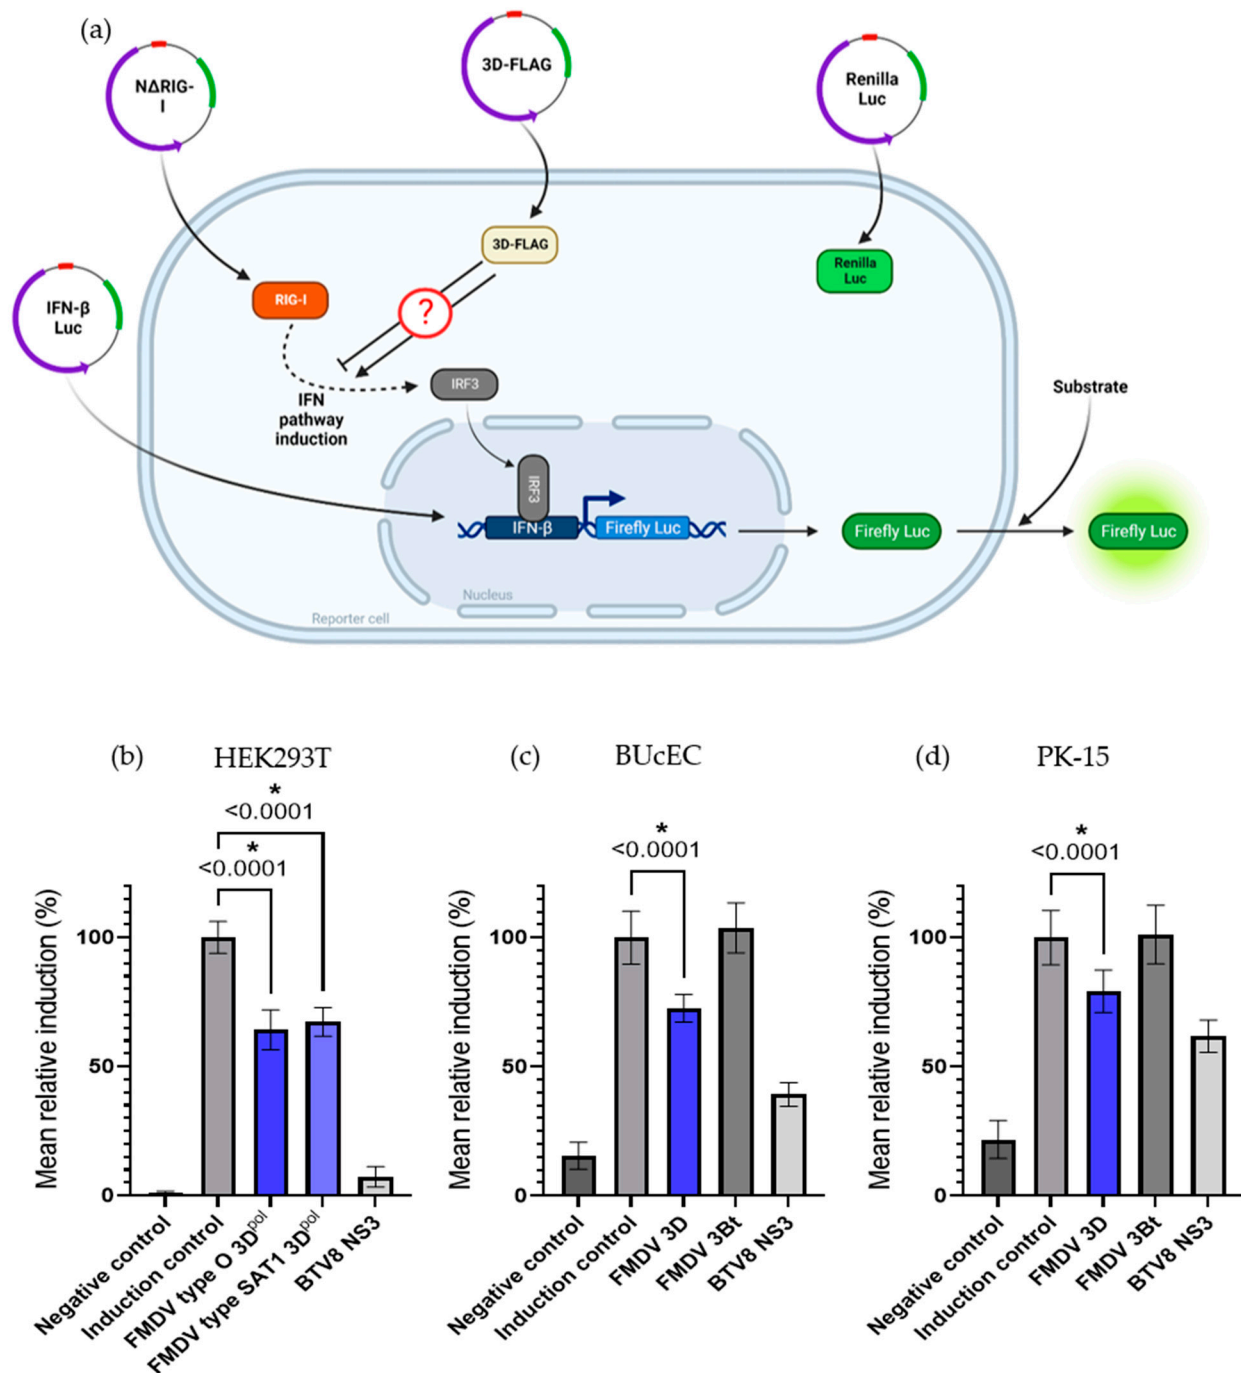 (a)
NΔRIG-
I
3D-FLAG
Renilla
Luc
IFN-β
Luc
3D-FLAG
Renilla
Luc
RIG-I
?
IFN
pathway
induction
IRF3
Substrate
IRF3
IFN-β
Firefly Luc
Firefly Luc
Firefly Luc
Nucleus
Reporter cell
(b) HEK293T
*
<0.0001
*
<0.0001
Mean relative induction (%)
100
50
0
Negative control
Induction control
FMDV type O 3Dpol
FMDV type SAT1 3Dpol
BTV8 NS3
(c) BUcEC
*
<0.0001
Mean relative induction (%)
100
50
0
Negative control
Induction control
FMDV 3D
FMDV 3Bt
BTV8 NS3
(d) PK-15
*
<0.0001
Mean relative induction (%)
100
50
0
Negative control
Induction control
FMDV 3D
FMDV 3Bt
BTV8 NS3